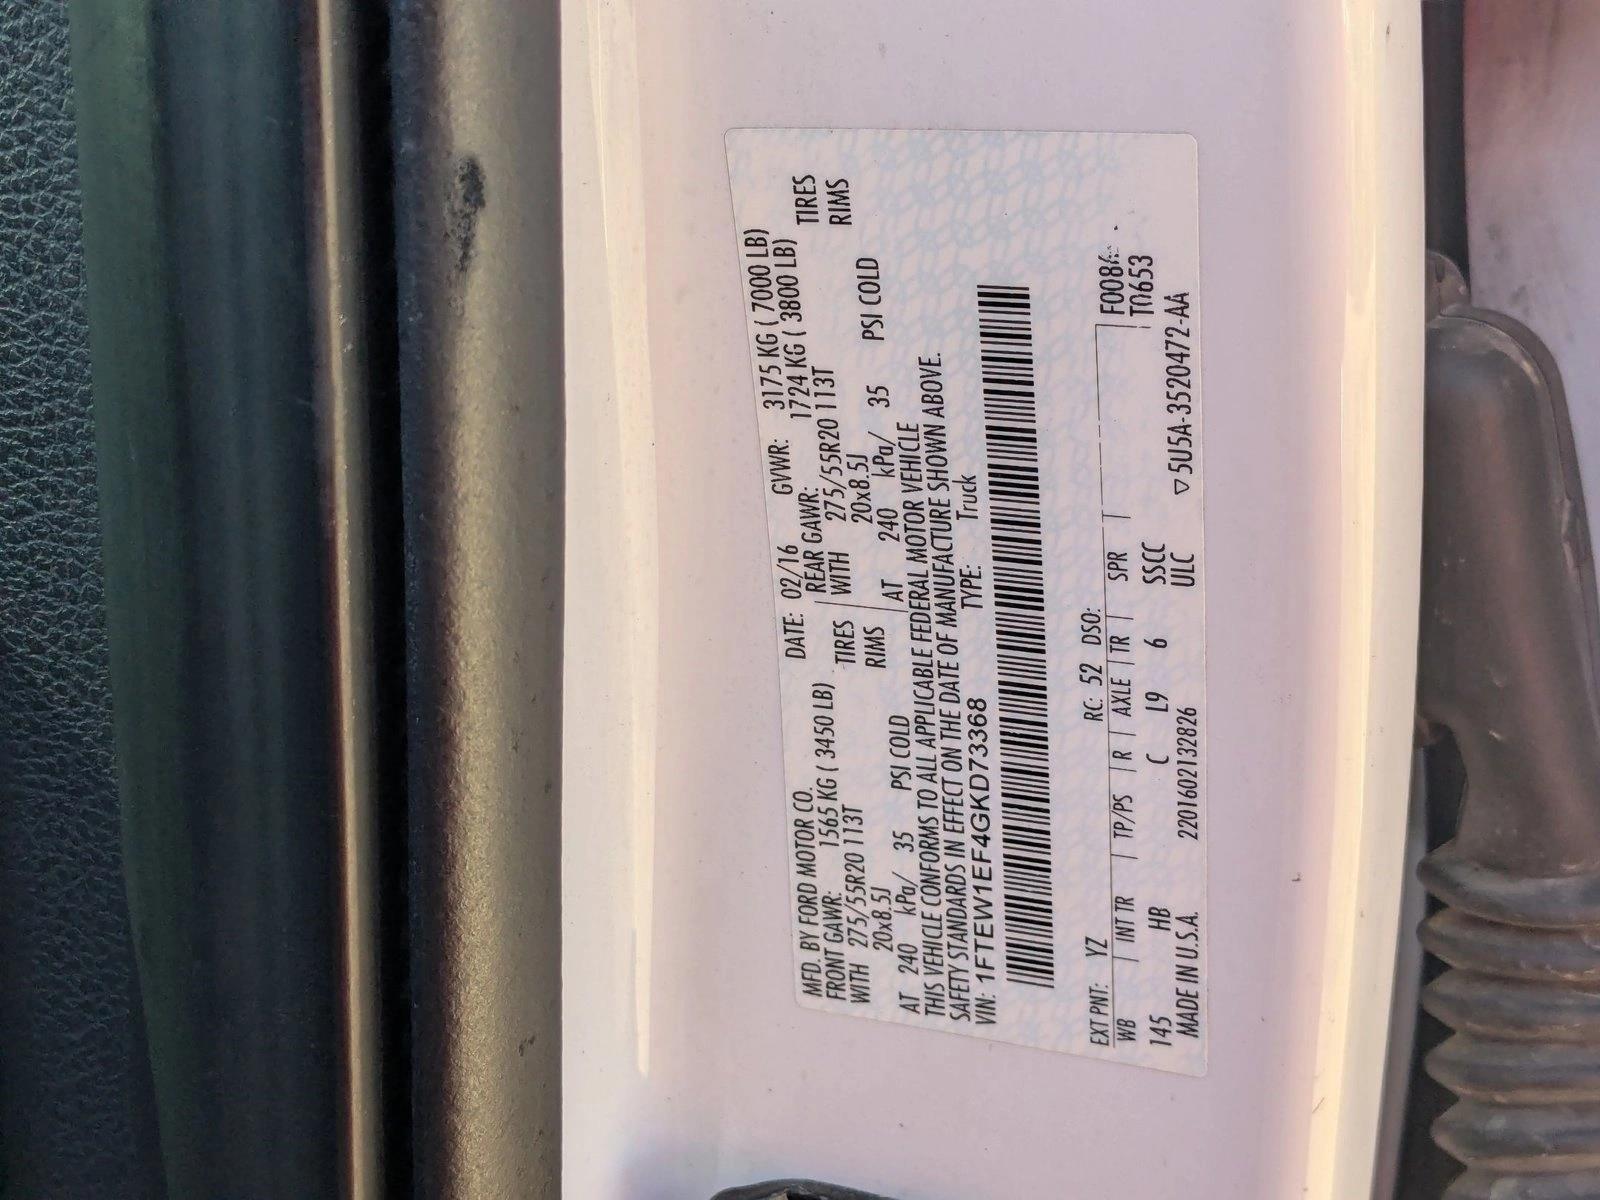 MFD. BY FORD MOTOR CO. DATE: 02/16 GVWR: 3175 KG ( 7000 LB)
FRONT GAWR: 1565 KG ( 3450 LB) REAR GAWR: 1724 KG ( 3800 LB)
WITH 275/55R20 113T TIRES WITH 275/55R20 113T TIRES
20x8.5J RIMS 20x8.5J RIMS
AT 240 kPa/ 35 PSI COLD AT 240 kPa/ 35 PSI COLD
THIS VEHICLE CONFORMS TO ALL APPLICABLE FEDERAL MOTOR VEHICLE
SAFETY STANDARDS IN EFFECT ON THE DATE OF MANUFACTURE SHOWN ABOVE.
VIN: 1FTEW1EF4GKD73368 TYPE: Truck
EXT PNT: YZ RC: 52 DSO:
WB INT TR TP/PS R AXLE TR SPR T0653
145 HB C L9 6 SSCC
MADE IN U.S.A. 220160213282​6 ULC ▽5U5A-3520472-AA